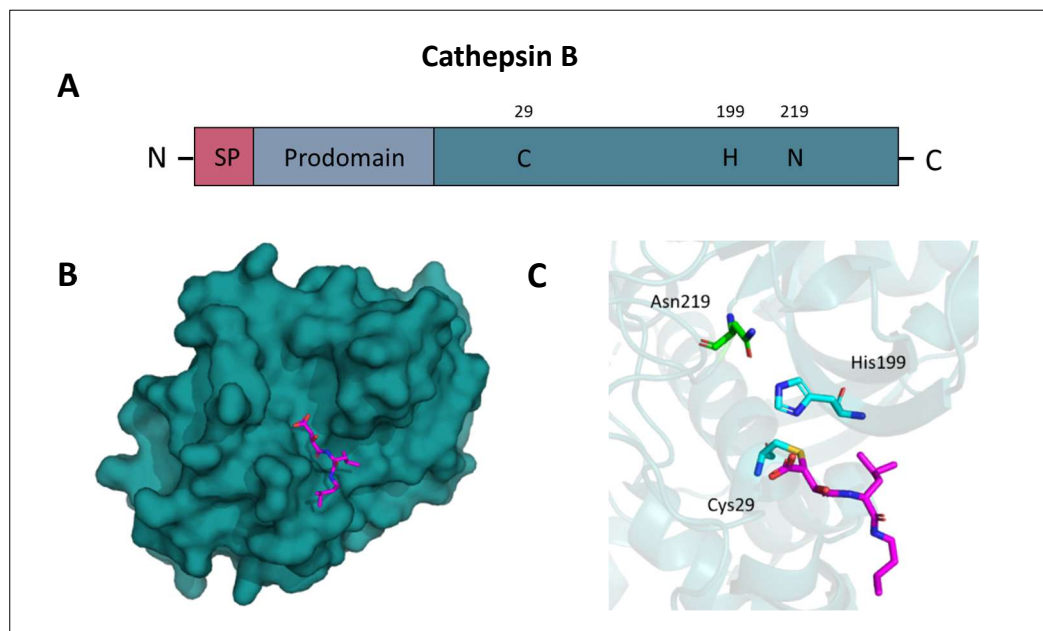 Cathepsin B
A
29 199 219
N SP Prodomain C H N C
B
C
Asn219
His199
Cys29